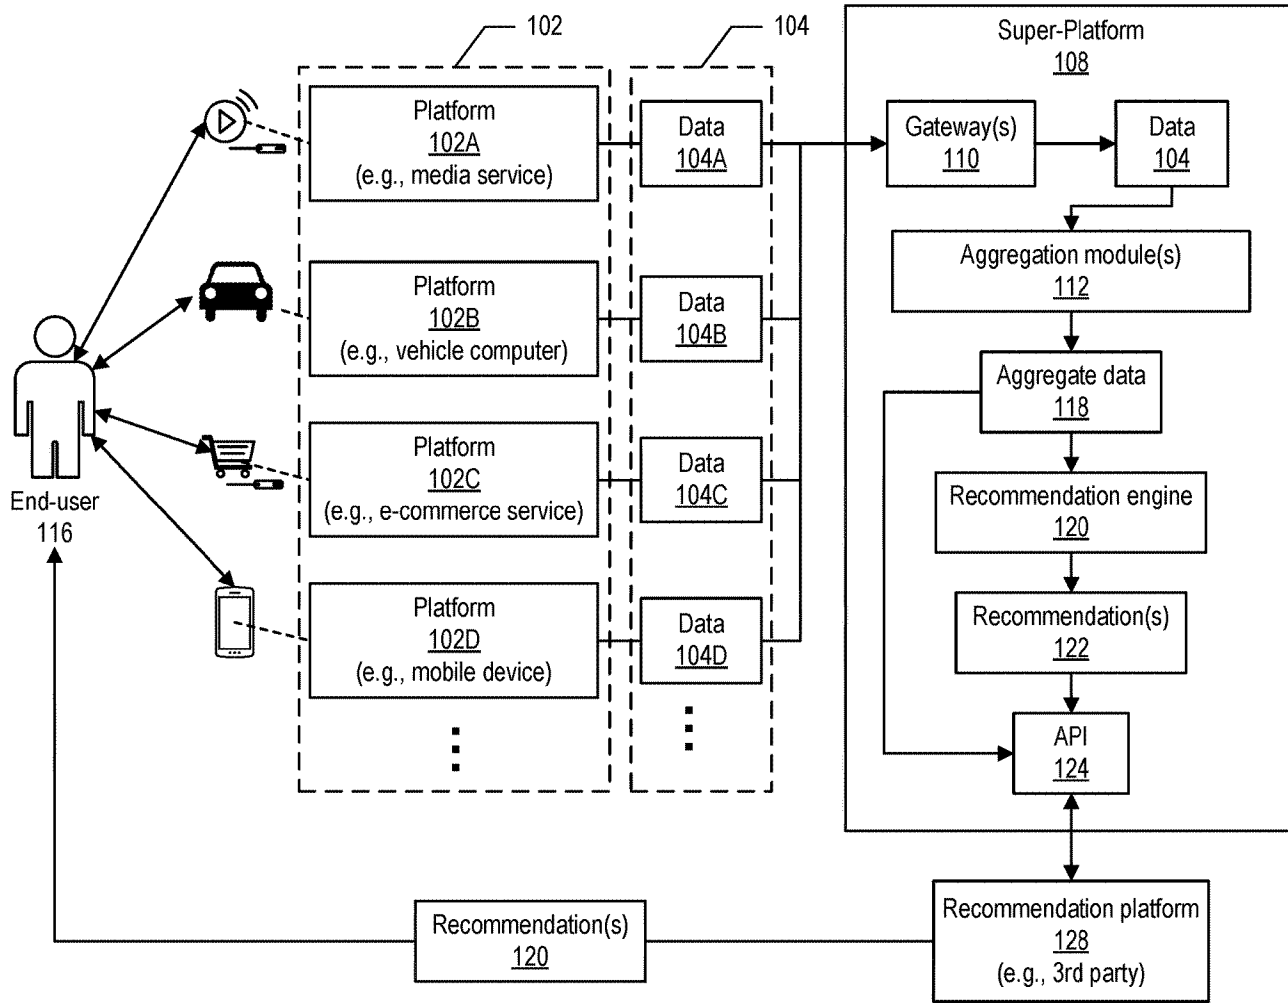 102
104
Super-Platform
108
Platform
102A
(e.g., media service)
Data
104A
Gateway(s)
110
Data
104
Aggregation module(s)
112
Platform
102B
(e.g., vehicle computer)
Data
104B
Aggregate data
118
Platform
102C
(e.g., e-commerce service)
Data
104C
Recommendation engine
120
End-user
116
Platform
102D
(e.g., mobile device)
Data
104D
Recommendation(s)
122
API
124
Recommendation(s)
120
Recommendation platform
128
(e.g., 3rd party)